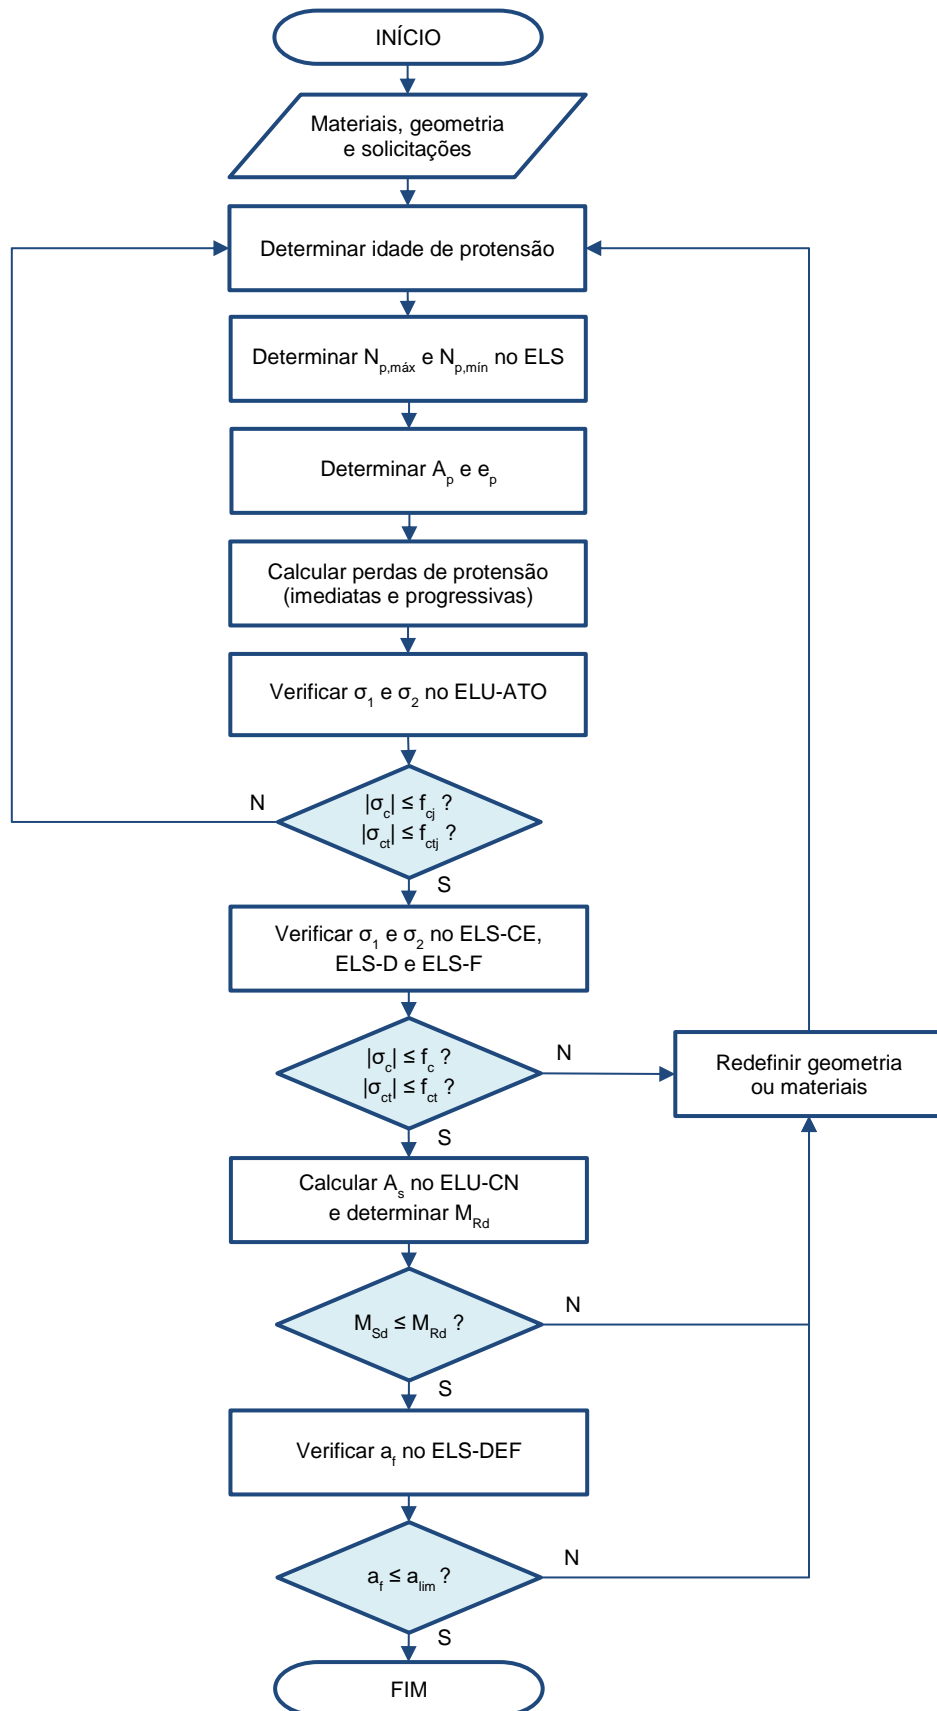 INÍCIO
Materiais, geometria
e solicitações
Determinar idade de protensão
Determinar Np,máx e Np,mín no ELS
Determinar Ap e ep
Calcular perdas de protensão
(imediatas e progressivas)
Verificar σ1 e σ2 no ELU-ATO
N
|σc| ≤ fcj ?
|σct| ≤ fctj ?
S
Verificar σ1 e σ2 no ELS-CE,
ELS-D e ELS-F
|σc| ≤ fc ?
|σct| ≤ fct ?
N
Redefinir geometria
ou materiais
S
Calcular As no ELU-CN
e determinar MRd
MSd ≤ MRd ?
N
S
Verificar af no ELS-DEF
af ≤ alim ?
N
S
FIM